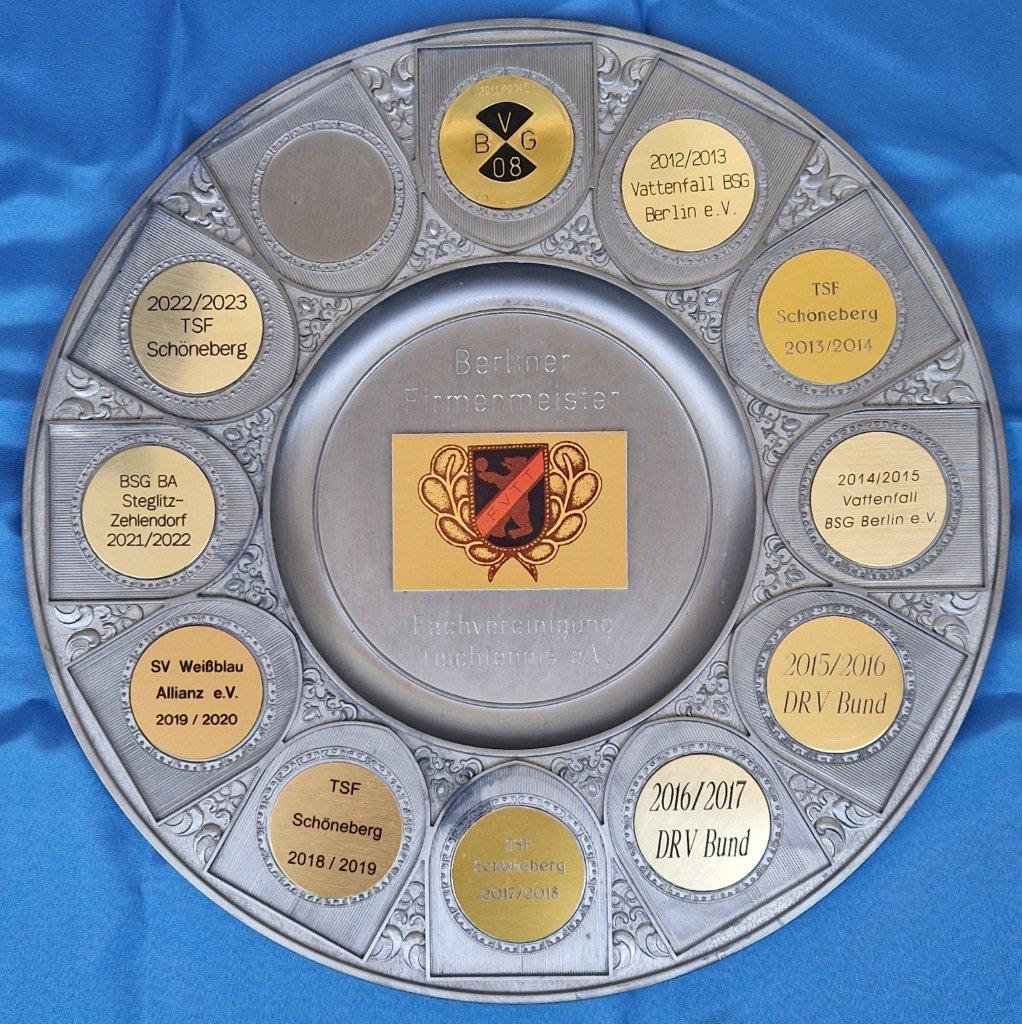 Berliner
Firmenmeister
FVTT
Fachvereinigung
Tischtennis e.V.
2011/2012
V
B G
08
2012/2013
Vattenfall BSG
Berlin e.V.
TSF
Schöneberg
2013/2014
2014/2015
Vattenfall
BSG Berlin e.V.
2015/2016
DRV Bund
2016/2017
DRV Bund
TSF
Schöneberg
2017/2018
TSF
Schöneberg
2018 / 2019
SV Weißblau
Allianz e.V.
2019 / 2020
BSG BA
Steglitz-
Zehlendorf
2021/2022
2022/2023
TSF
Schöneberg